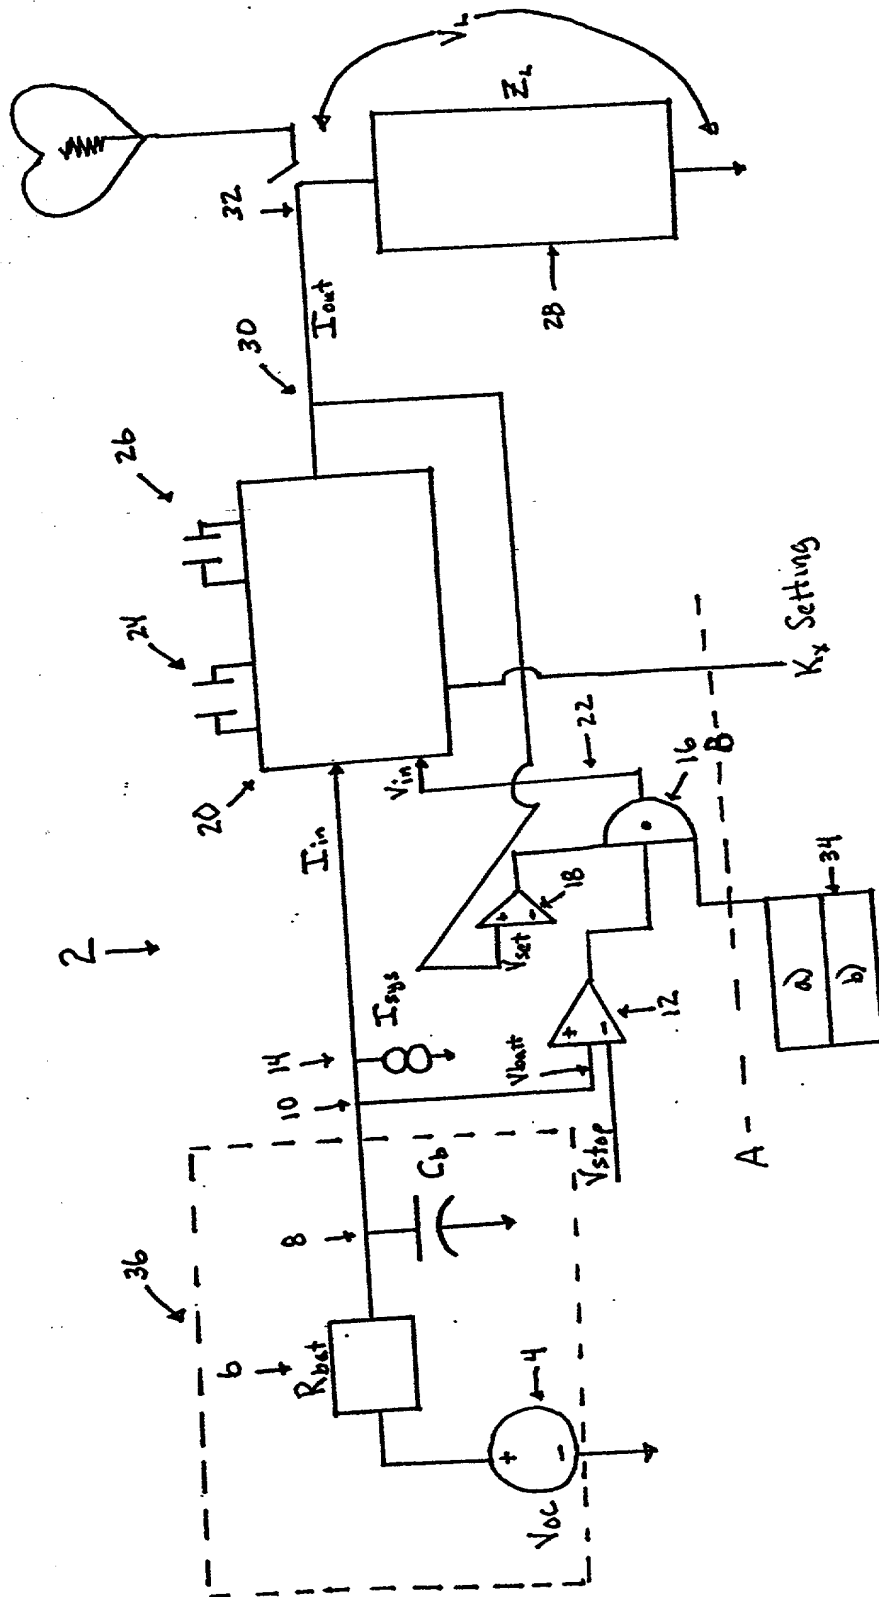 2
36
6
Rbat
8
10
14
Isys
Iin
20
24
26
30
Iout
32
VL
ZL
28
Voc
+
-
4
Cb
Vbatt
Vstop
+
-
12
Vset
+
-
18
Vin
22
16
A
B
Kx Setting
a)
b)
34